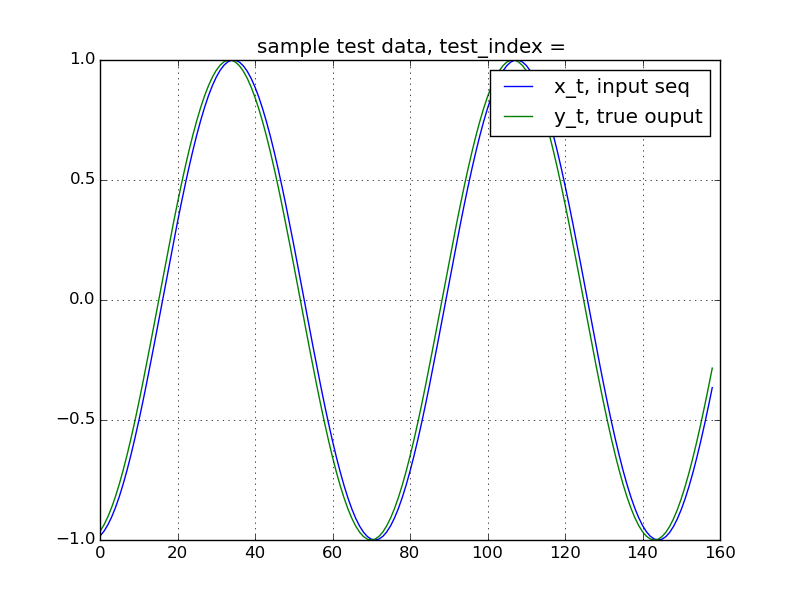 sample test data, test_index =
x_t, input seq
y_t, true ouput
1.0
0.5
0.0
−0.5
−1.0
0 20 40 60 80 100 120 140 160